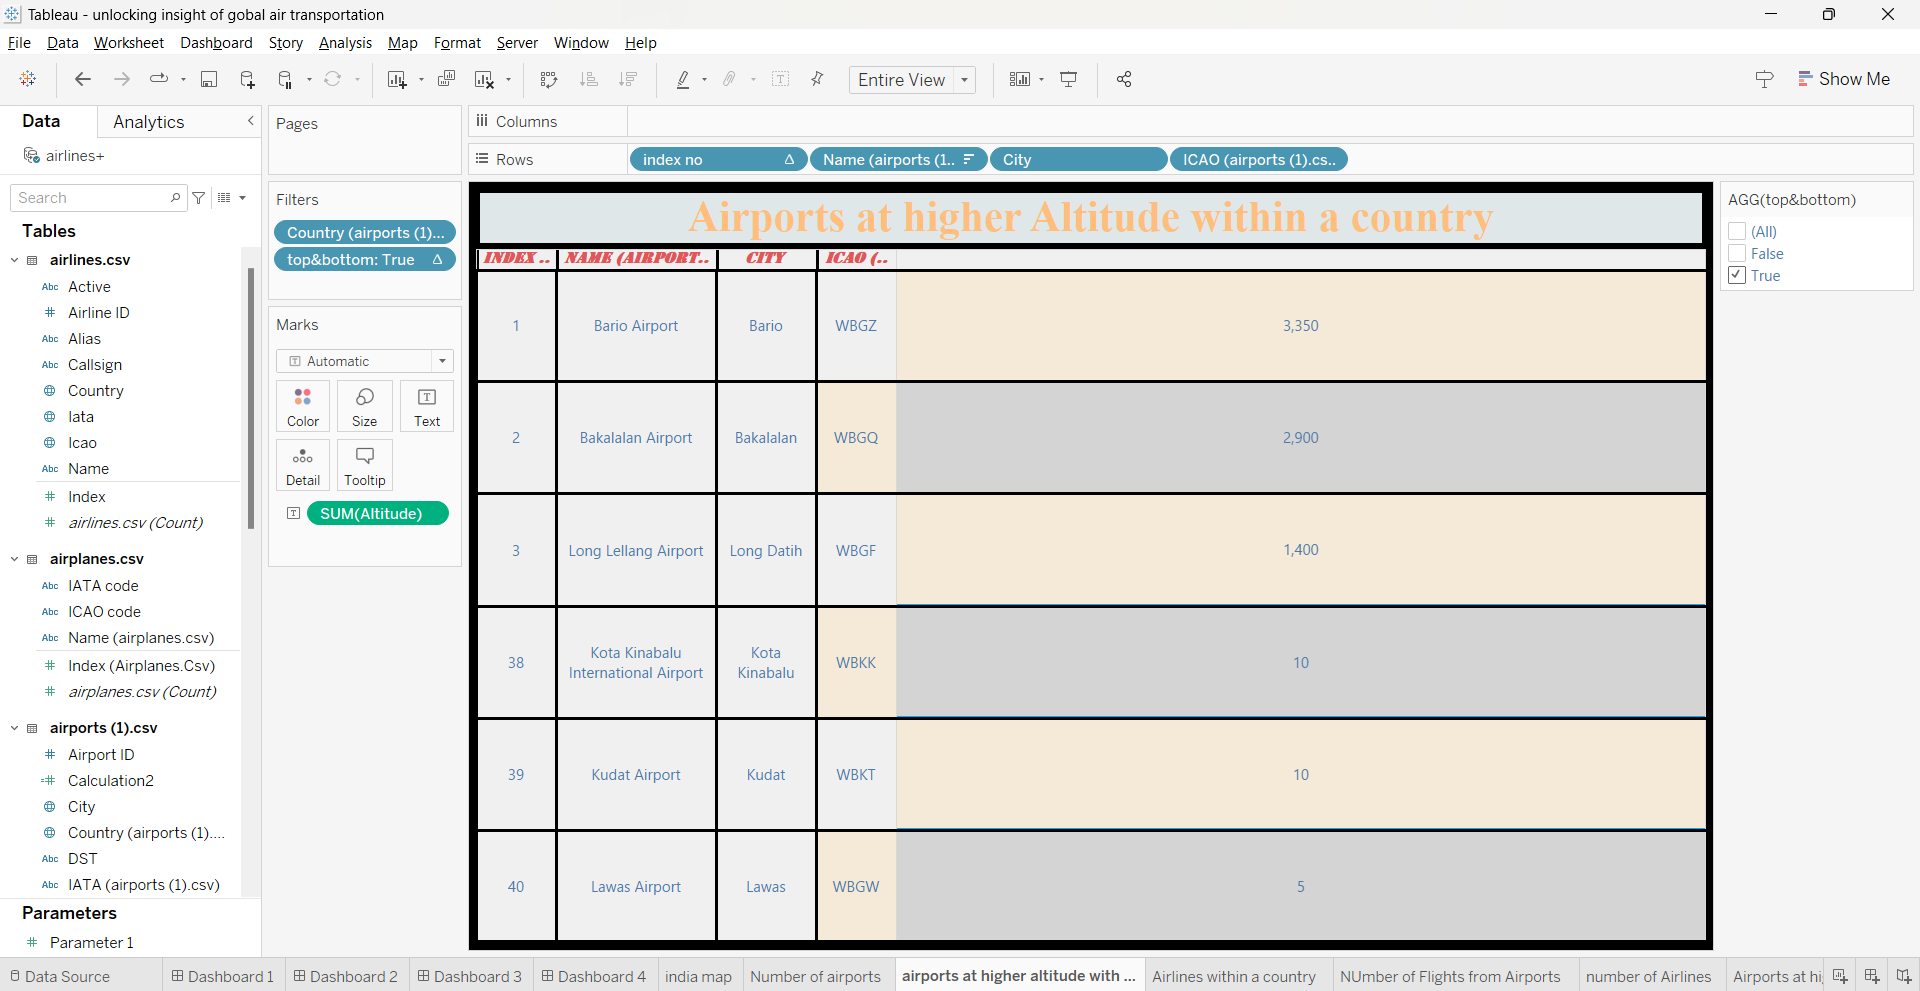 Tableau - unlocking insight of gobal air transportation
File Data Worksheet Dashboard Story Analysis Map Format Server Window Help
Entire View
Show Me
Data Analytics
airlines+
Search
Tables
airlines.csv
Abc Active
Airline ID
Abc Alias
Abc Callsign
Country
Iata
Icao
Abc Name
Index
airlines.csv (Count)
airplanes.csv
Abc IATA code
Abc ICAO code
Abc Name (airplanes.csv)
Index (Airplanes.Csv)
airplanes.csv (Count)
airports (1).csv
Airport ID
Calculation2
City
Country (airports (1)....
Abc DST
Abc IATA (airports (1).csv)
Parameters
Parameter 1
Pages
Filters
Country (airports (1)...
top&bottom: True
Marks
Automatic
Color Size Text
Detail Tooltip
SUM(Altitude)
Columns
Rows index no Name (airports (1.. City ICAO (airports (1).cs..
Airports at higher Altitude within a country
INDEX .. NAME (AIRPORT.. CITY ICAO (..
1 Bario Airport Bario WBGZ 3,350
2 Bakalalan Airport Bakalalan WBGQ 2,900
3 Long Lellang Airport Long Datih WBGF 1,400
38 Kota Kinabalu International Airport Kota Kinabalu WBKK 10
39 Kudat Airport Kudat WBKT 10
40 Lawas Airport Lawas WBGW 5
AGG(top&bottom)
(All)
False
True
Data Source Dashboard 1 Dashboard 2 Dashboard 3 Dashboard 4 india map Number of airports airports at higher altitude with ... Airlines within a country NUmber of Flights from Airports number of Airlines Airports at hi